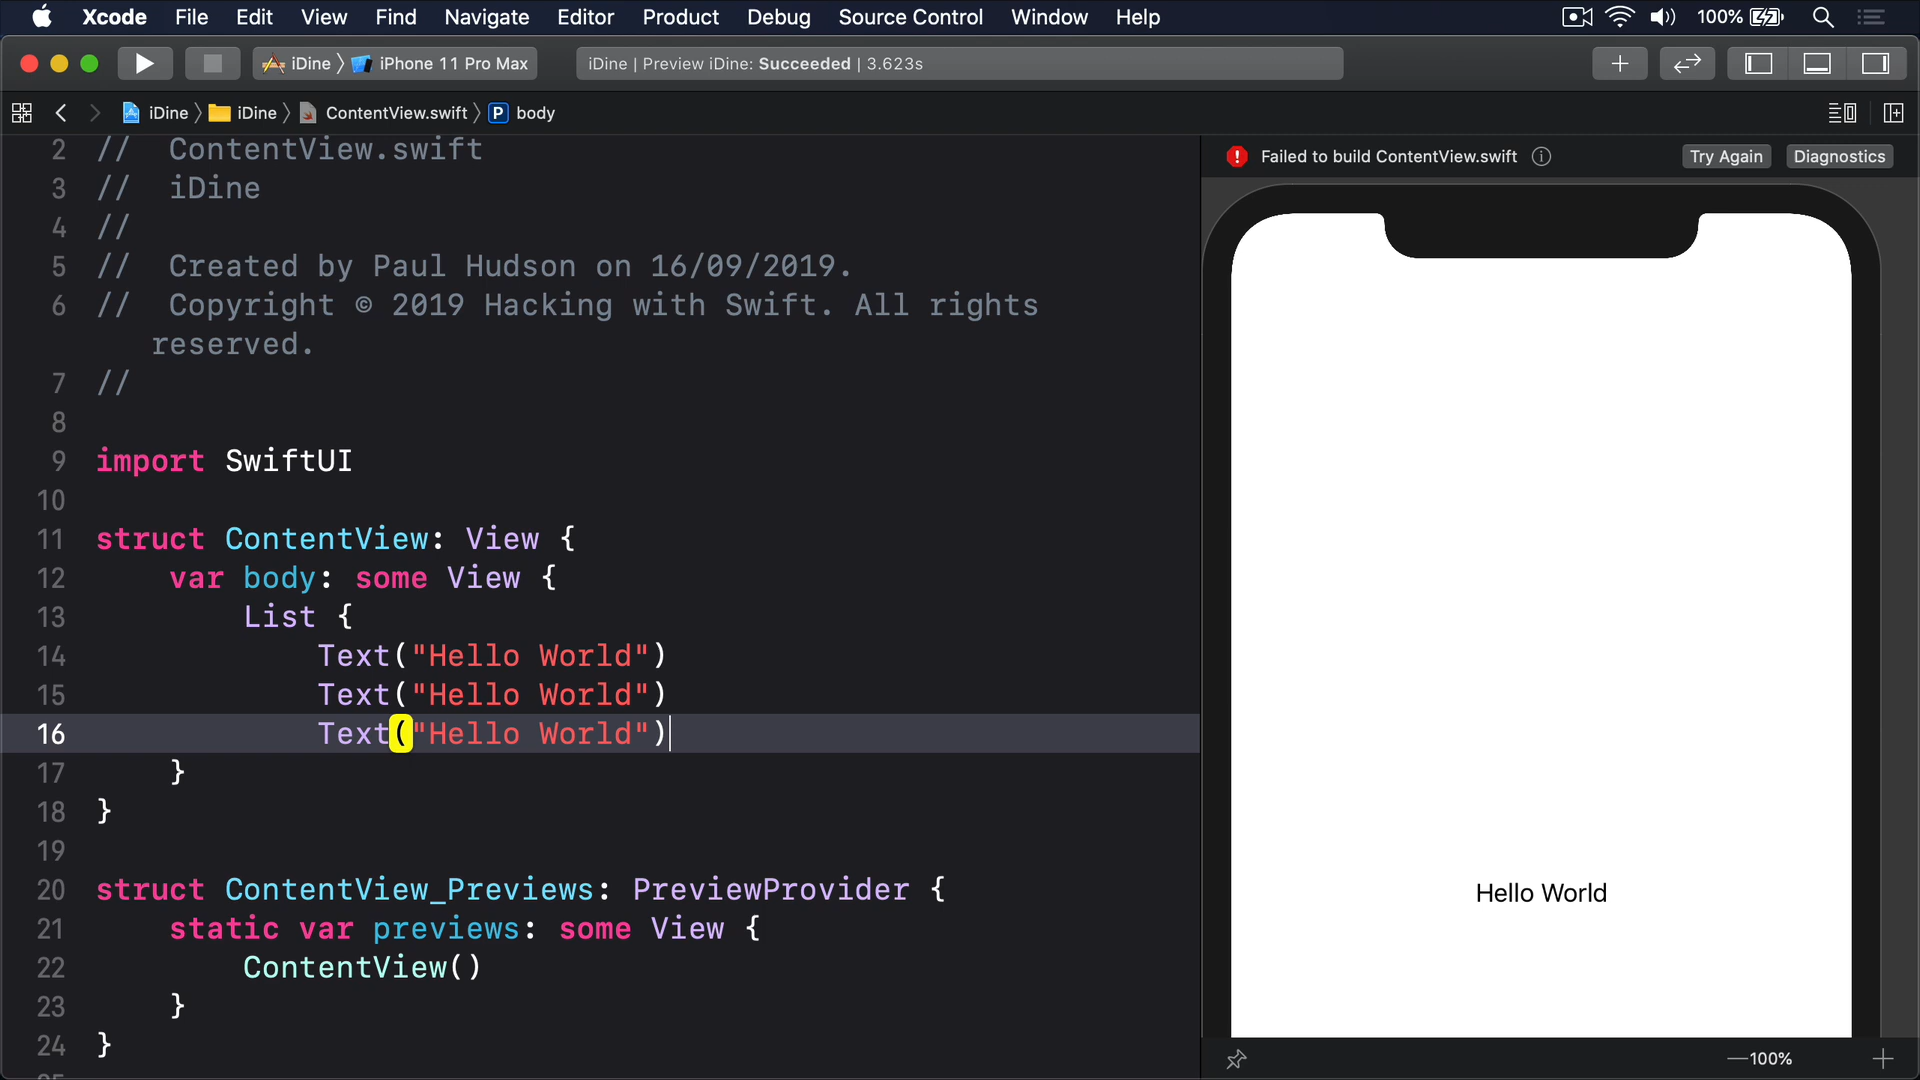 Xcode File Edit View Find Navigate Editor Product Debug Source Control Window Help 100%
iDine iPhone 11 Pro Max iDine | Preview iDine: Succeeded | 3.623s
iDine iDine ContentView.swift P body
Failed to build ContentView.swift Try Again Diagnostics
2 // ContentView.swift
3 // iDine
4 //
5 // Created by Paul Hudson on 16/09/2019.
6 // Copyright © 2019 Hacking with Swift. All rights
reserved.
7 //
8
9 import SwiftUI
10
11 struct ContentView: View {
12 var body: some View {
13 List {
14 Text("Hello World")
15 Text("Hello World")
16 Text("Hello World")
17 }
18 }
19
20 struct ContentView_Previews: PreviewProvider {
21 static var previews: some View {
22 ContentView()
23 }
24 }
Hello World
100%